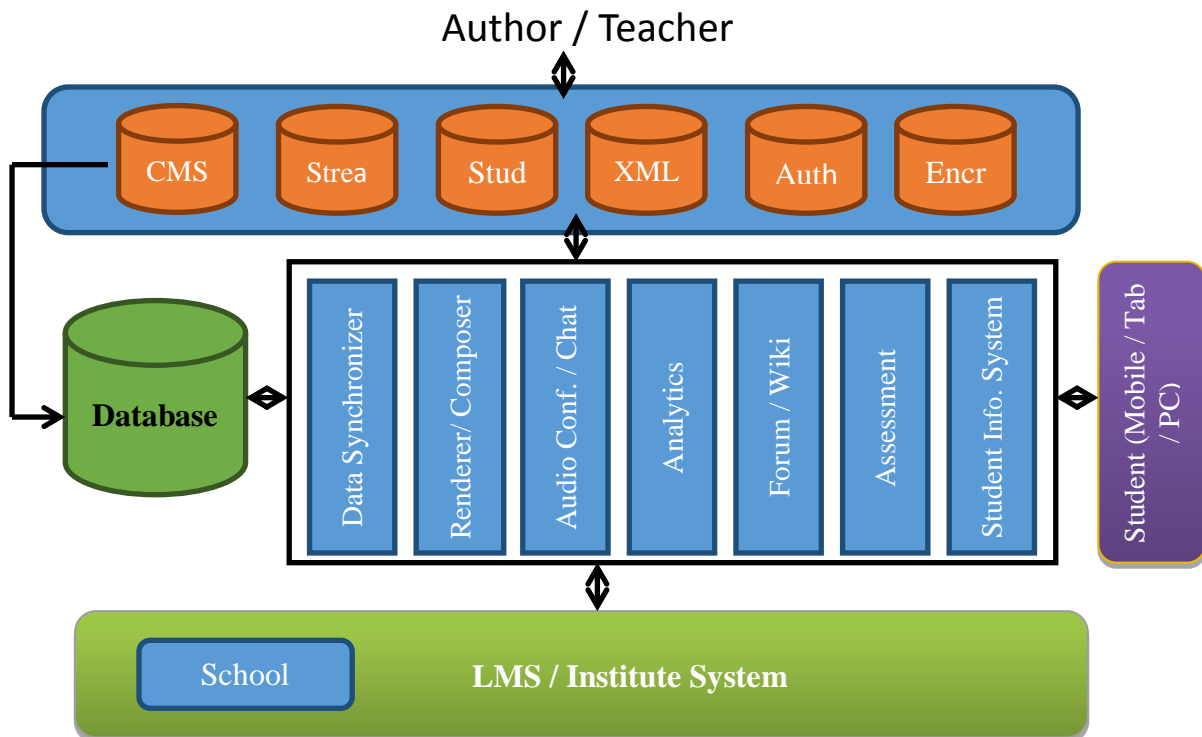 Author / Teacher
CMS
Strea
Stud
XML
Auth
Encr
Database
Data Synchronizer
Renderer/ Composer
Audio Conf. / Chat
Analytics
Forum / Wiki
Assessment
Student Info. System
Student (Mobile / Tab
/ PC)
School
LMS / Institute System